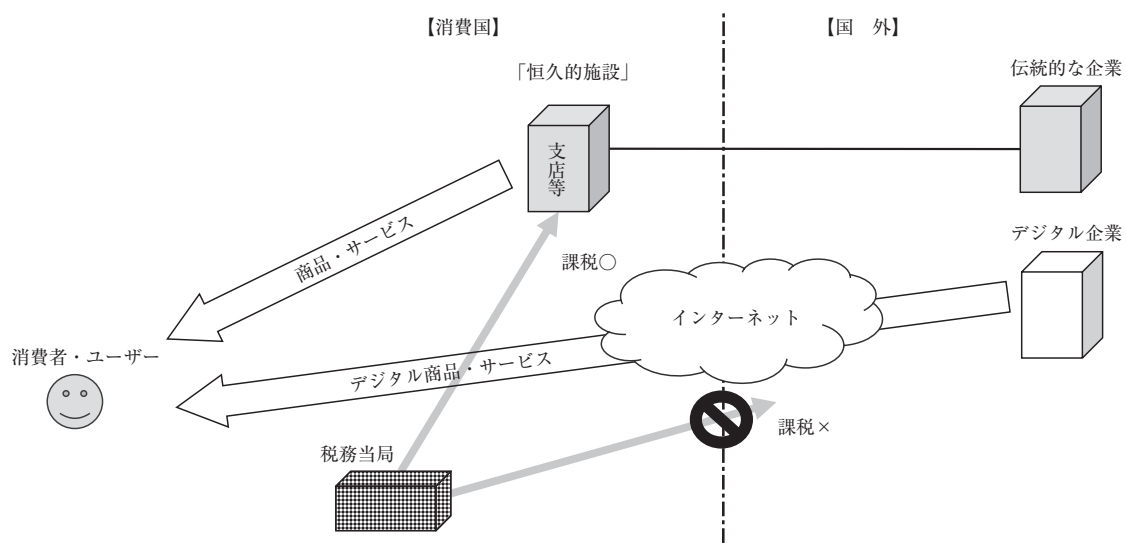 【消費国】
【国　外】
「恒久的施設」
伝統的な企業
支店等
商品・サービス
課税○
デジタル企業
インターネット
消費者・ユーザー
デジタル商品・サービス
課税×
税務当局